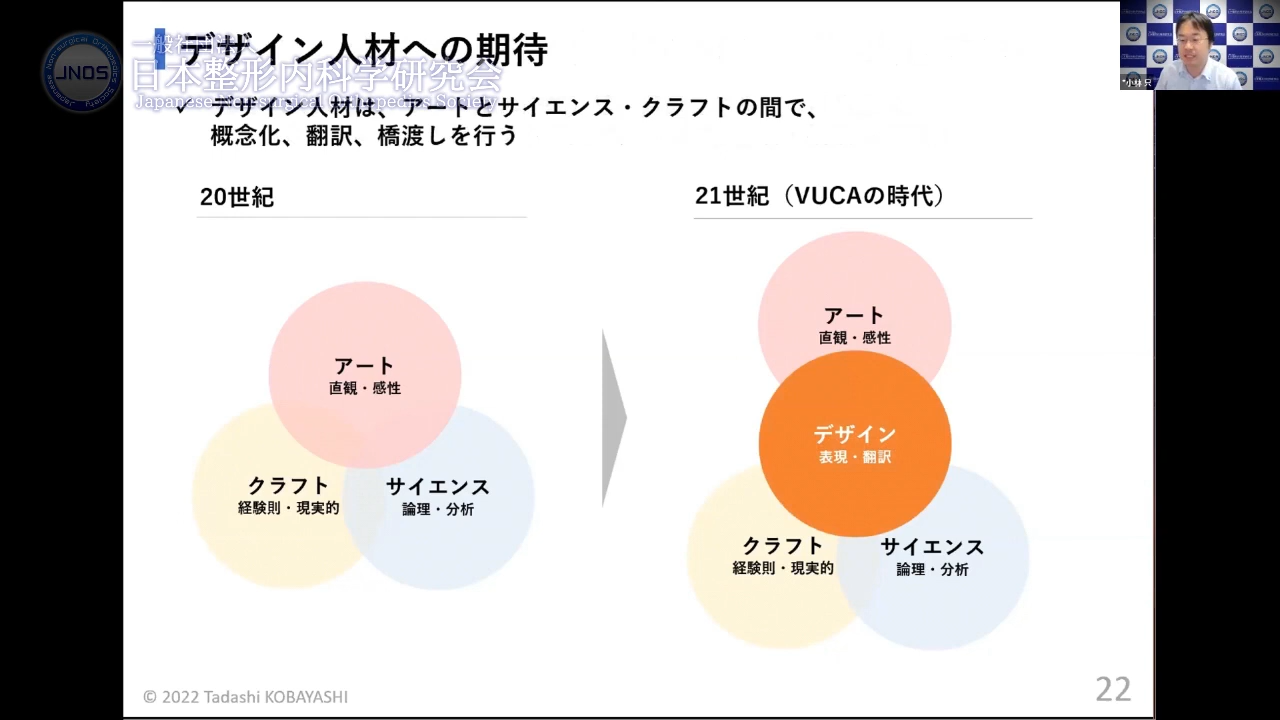 一般社団法人
デザイン人材への期待
JNOS
日本整形内科学研究会
Japanese Non-surgical Orthopedics Society
デザイン人材は、アートとサイエンス・クラフトの間で、
概念化、翻訳、橋渡しを行う
20世紀
アート
直観・感性
クラフト
経験則・現実的
サイエンス
論理・分析
21世紀（VUCAの時代）
アート
直観・感性
デザイン
表現・翻訳
クラフト
経験則・現実的
サイエンス
論理・分析
© 2022 Tadashi KOBAYASHI
22
小林 只